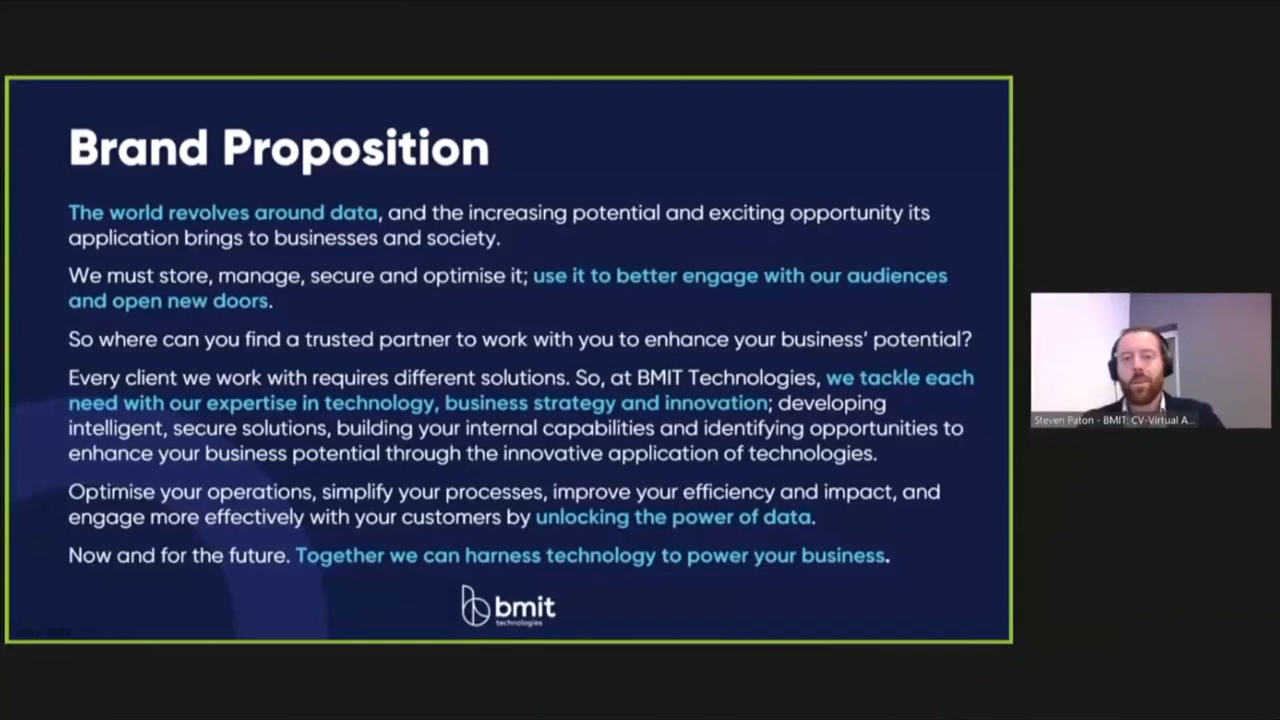 Brand Proposition
The world revolves around data, and the increasing potential and exciting opportunity its
application brings to businesses and society.
We must store, manage, secure and optimise it; use it to better engage with our audiences
and open new doors.
So where can you find a trusted partner to work with you to enhance your business’ potential?
Every client we work with requires different solutions. So, at BMIT Technologies, we tackle each
need with our expertise in technology, business strategy and innovation; developing
intelligent, secure solutions, building your internal capabilities and identifying opportunities to
enhance your business potential through the innovative application of technologies.
Optimise your operations, simplify your processes, improve your efficiency and impact, and
engage more effectively with your customers by unlocking the power of data.
Now and for the future. Together we can harness technology to power your business.
bmit
technologies
Steven Paton - BMIT: CV-Virtual A...